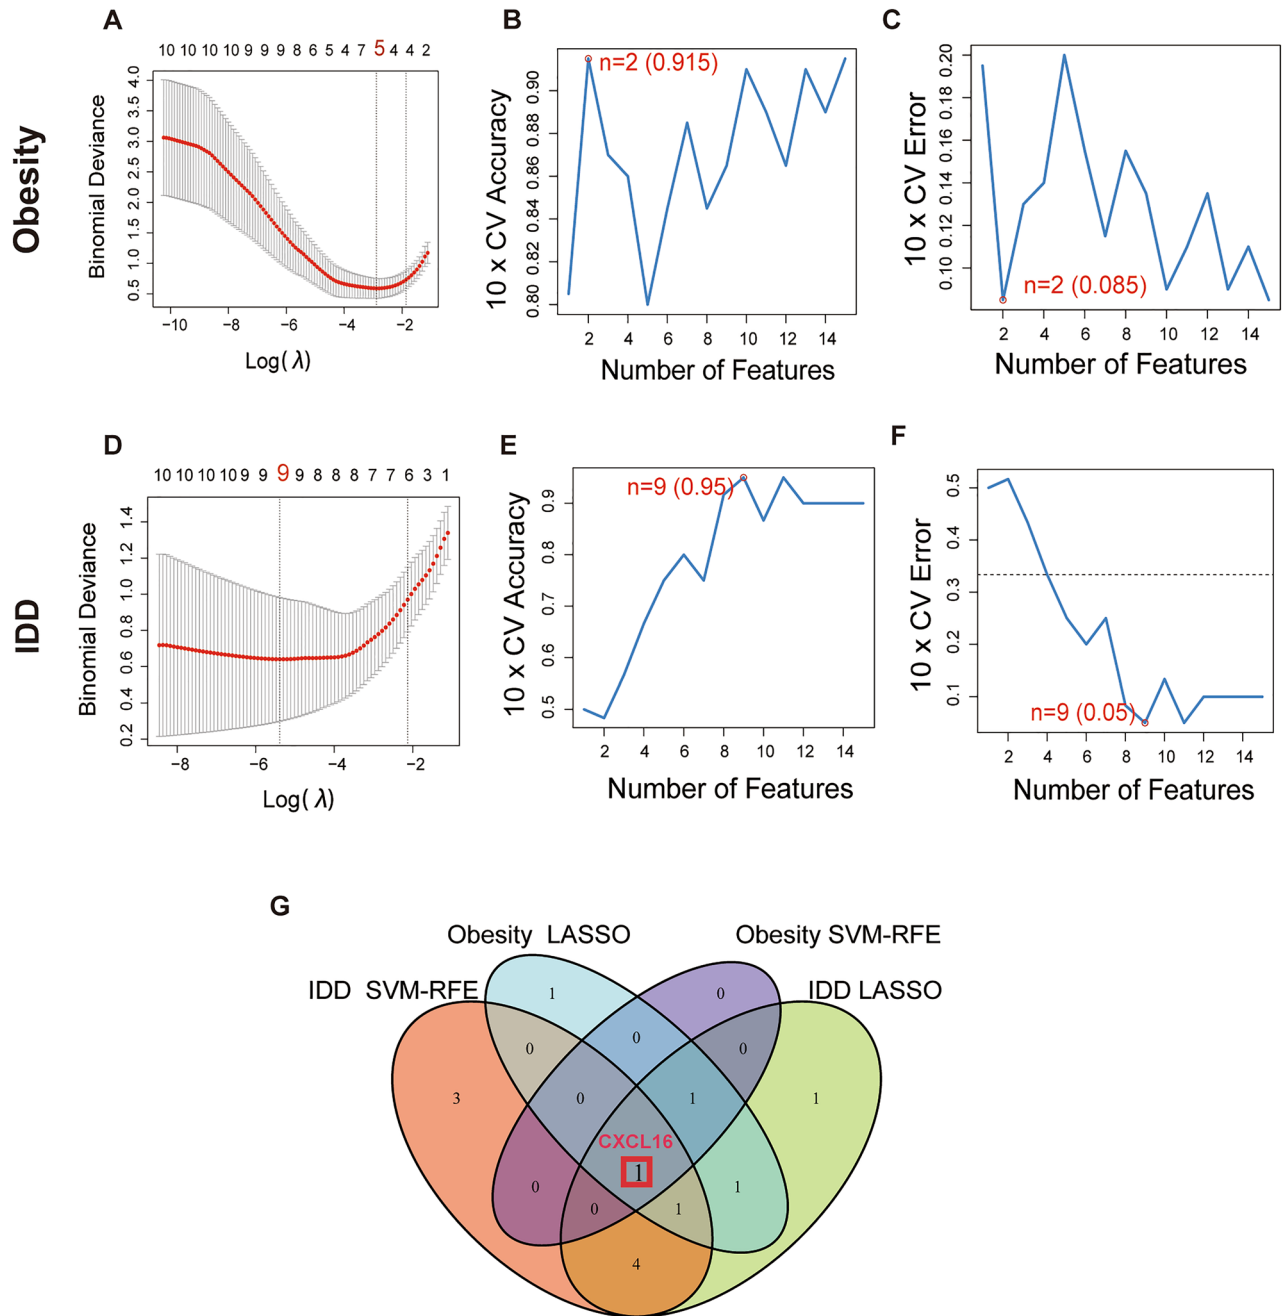 A
10 10 10 10 9 9 9 8 6 5 4 7 5 4 4 2
Obesity
Binomial Deviance
4.0
3.5
3.0
2.5
2.0
1.5
1.0
0.5
−10 −8 −6 −4 −2
Log( λ)
B
n=2 (0.915)
10 x CV Accuracy
0.90
0.88
0.86
0.84
0.82
0.80
2 4 6 8 10 12 14
Number of Features
C
10 x CV Error
0.20
0.18
0.16
0.14
0.12
0.10
n=2 (0.085)
2 4 6 8 10 12 14
Number of Features
D
10 10 10 10 9 9 9 9 8 8 8 7 7 6 3 1
IDD
Binomial Deviance
1.4
1.2
1.0
0.8
0.6
0.4
0.2
−8 −6 −4 −2
Log( λ)
E
n=9 (0.95)
10 x CV Accuracy
0.9
0.8
0.7
0.6
0.5
2 4 6 8 10 12 14
Number of Features
F
10 x CV Error
0.5
0.4
0.3
0.2
0.1
n=9 (0.05)
2 4 6 8 10 12 14
Number of Features
G
Obesity LASSO
Obesity SVM-RFE
IDD SVM-RFE
IDD LASSO
1
0
0
0
0
3
0
1
1
CXCL16
1
0
1
0
1
4